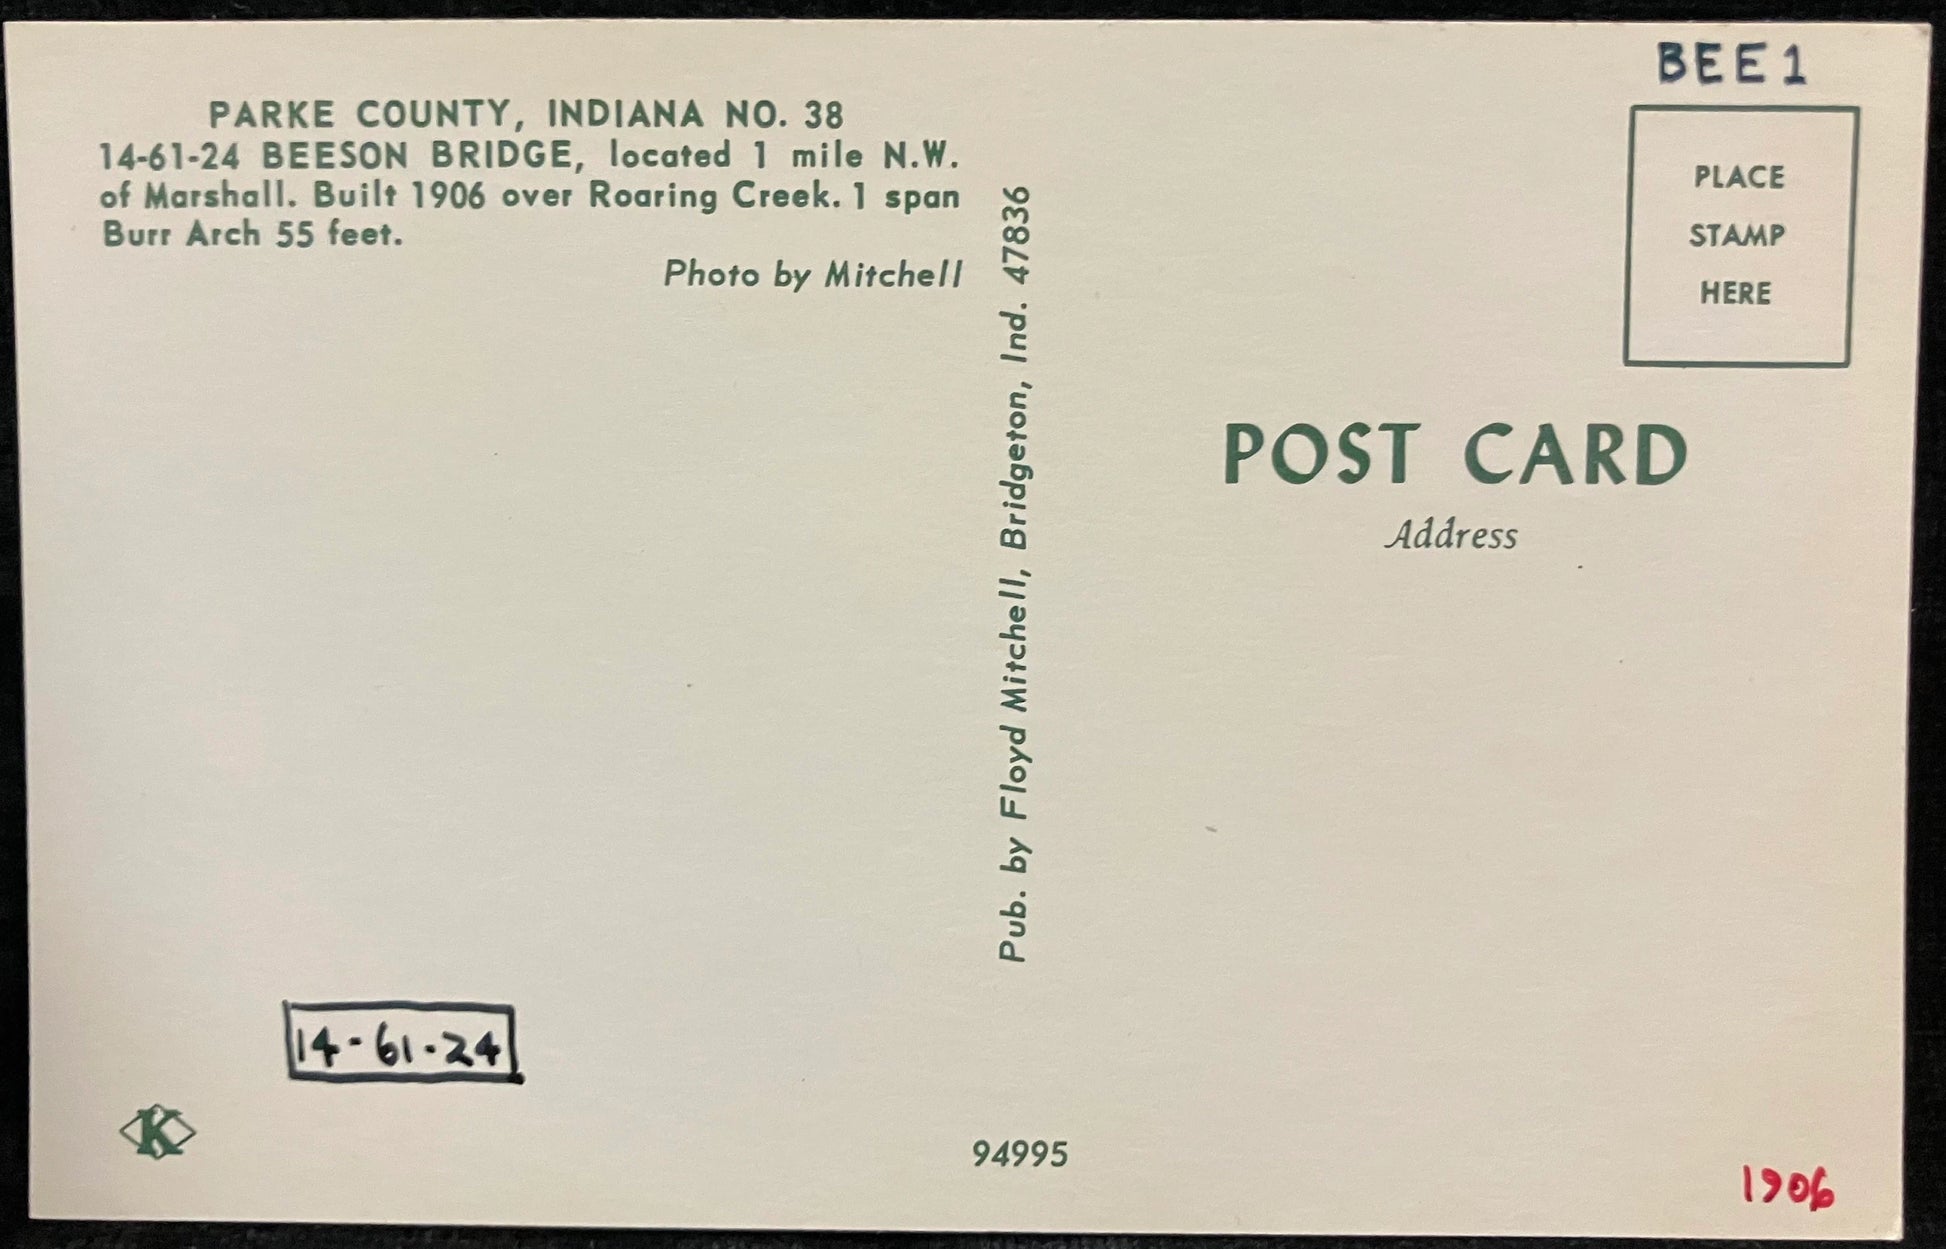 PARKE COUNTY, INDIANA NO. 38
14-61-24 BEESON BRIDGE, located 1 mile N.W.
of Marshall. Built 1906 over Roaring Creek. 1 span
Burr Arch 55 feet.
Photo by Mitchell
Pub. by Floyd Mitchell, Bridgeton, Ind. 47836
BEE1
PLACE
STAMP
HERE
POST CARD
Address
14-61-24
K
94995
1906